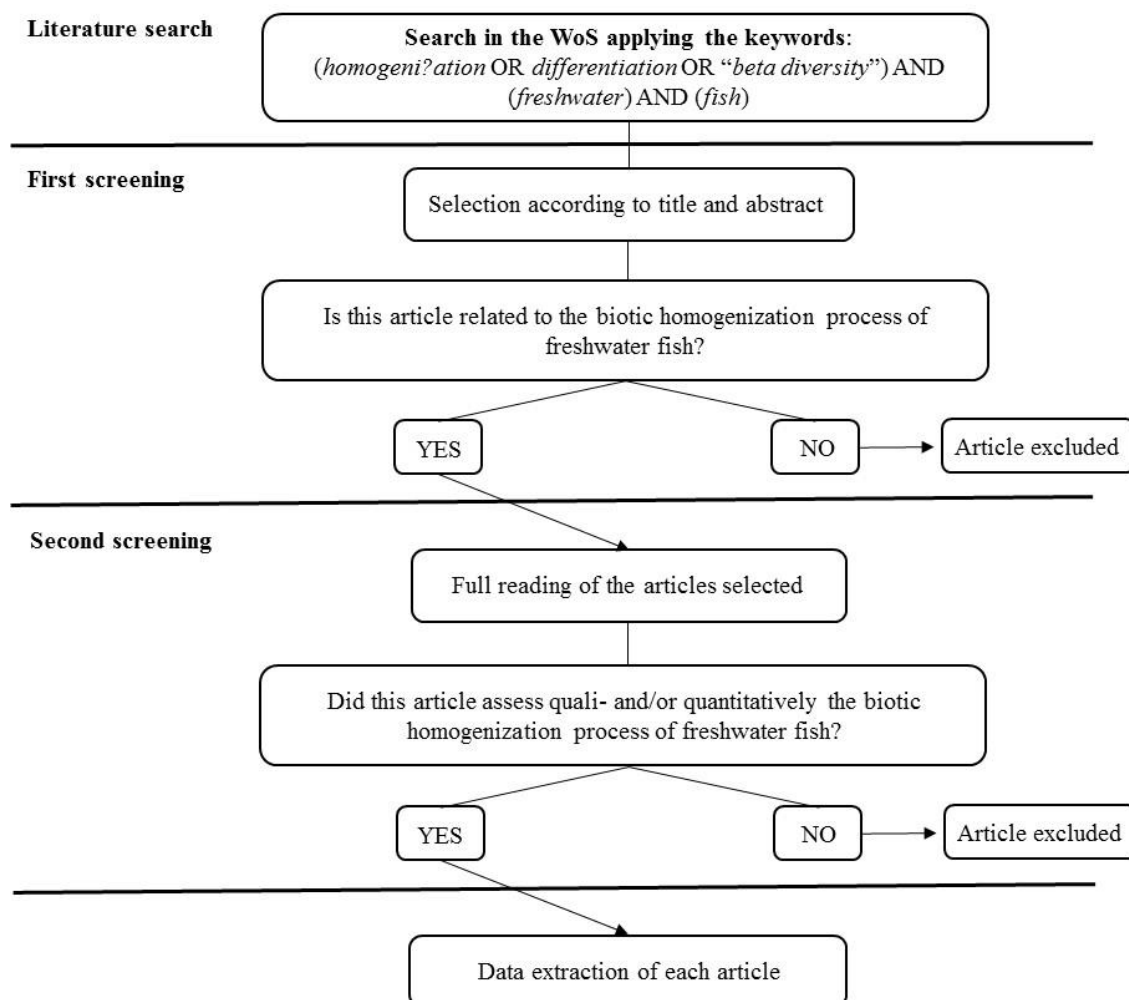 Literature search
Search in the WoS applying the keywords:
(homogeni?ation OR differentiation OR “beta diversity”) AND
(freshwater) AND (fish)
First screening
Selection according to title and abstract
Is this article related to the biotic homogenization process of
freshwater fish?
YES
NO
Article excluded
Second screening
Full reading of the articles selected
Did this article assess quali- and/or quantitatively the biotic
homogenization process of freshwater fish?
YES
NO
Article excluded
Data extraction of each article